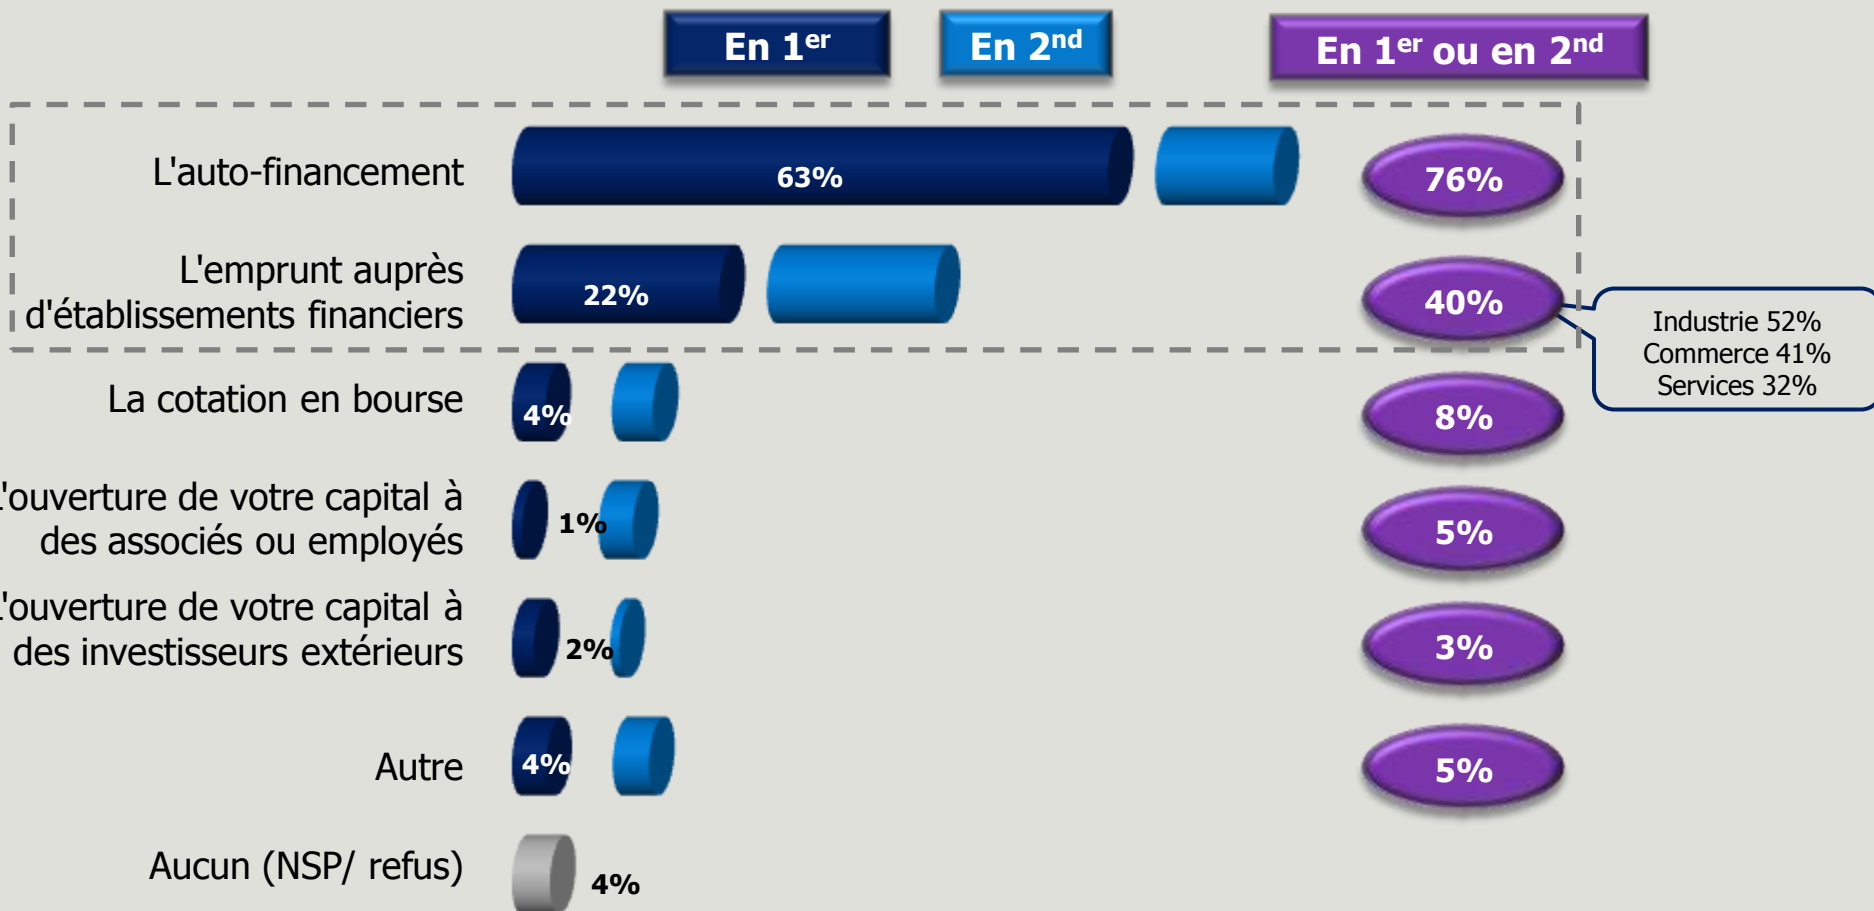 En 1er
En 2nd
En 1er ou en 2nd
L'auto-financement
63%
76%
L'emprunt auprès
d'établissements financiers
22%
40%
Industrie 52%
Commerce 41%
Services 32%
La cotation en bourse
4%
8%
L'ouverture de votre capital à
des associés ou employés
1%
5%
L'ouverture de votre capital à
des investisseurs extérieurs
2%
3%
Autre
4%
5%
Aucun (NSP/ refus)
4%